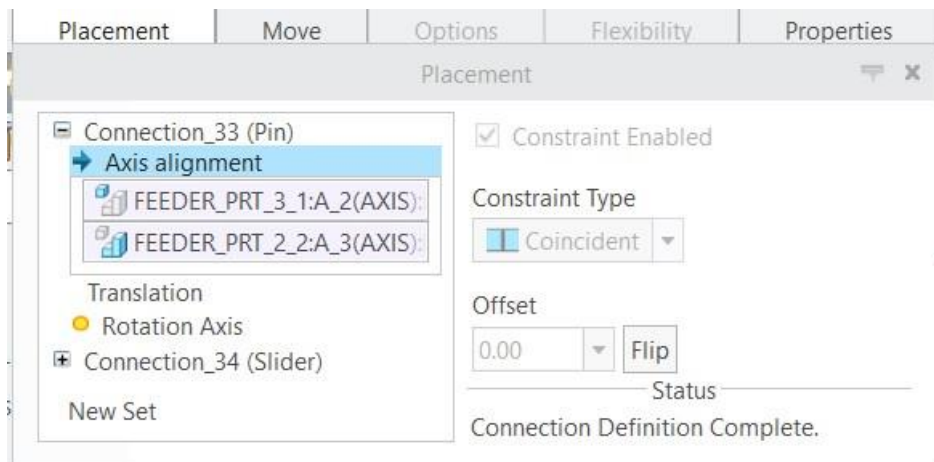 Placement Move Options Flexibility Properties
Placement
Connection_33 (Pin)
Axis alignment
FEEDER_PRT_3_1:A_2(AXIS):
FEEDER_PRT_2_2:A_3(AXIS):
Translation
Rotation Axis
Connection_34 (Slider)
New Set
Constraint Enabled
Constraint Type
Coincident
Offset
0.00 Flip
Status
Connection Definition Complete.